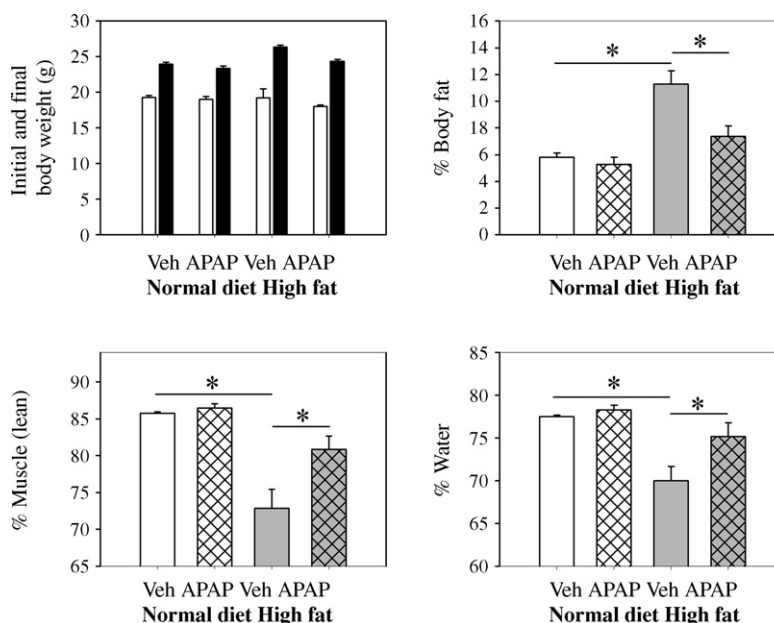 Initial and final
body weight (g)
30
25
20
15
10
5
0
Veh APAP Veh APAP
Normal diet High fat
% Body fat
16
14
12
10
8
6
4
2
0
* *
Veh APAP Veh APAP
Normal diet High fat
% Muscle (lean)
90
85
80
75
70
65
*
*
Veh APAP Veh APAP
Normal diet High fat
% Water
85
80
75
70
65
60
*
*
Veh APAP Veh APAP
Normal diet High fat